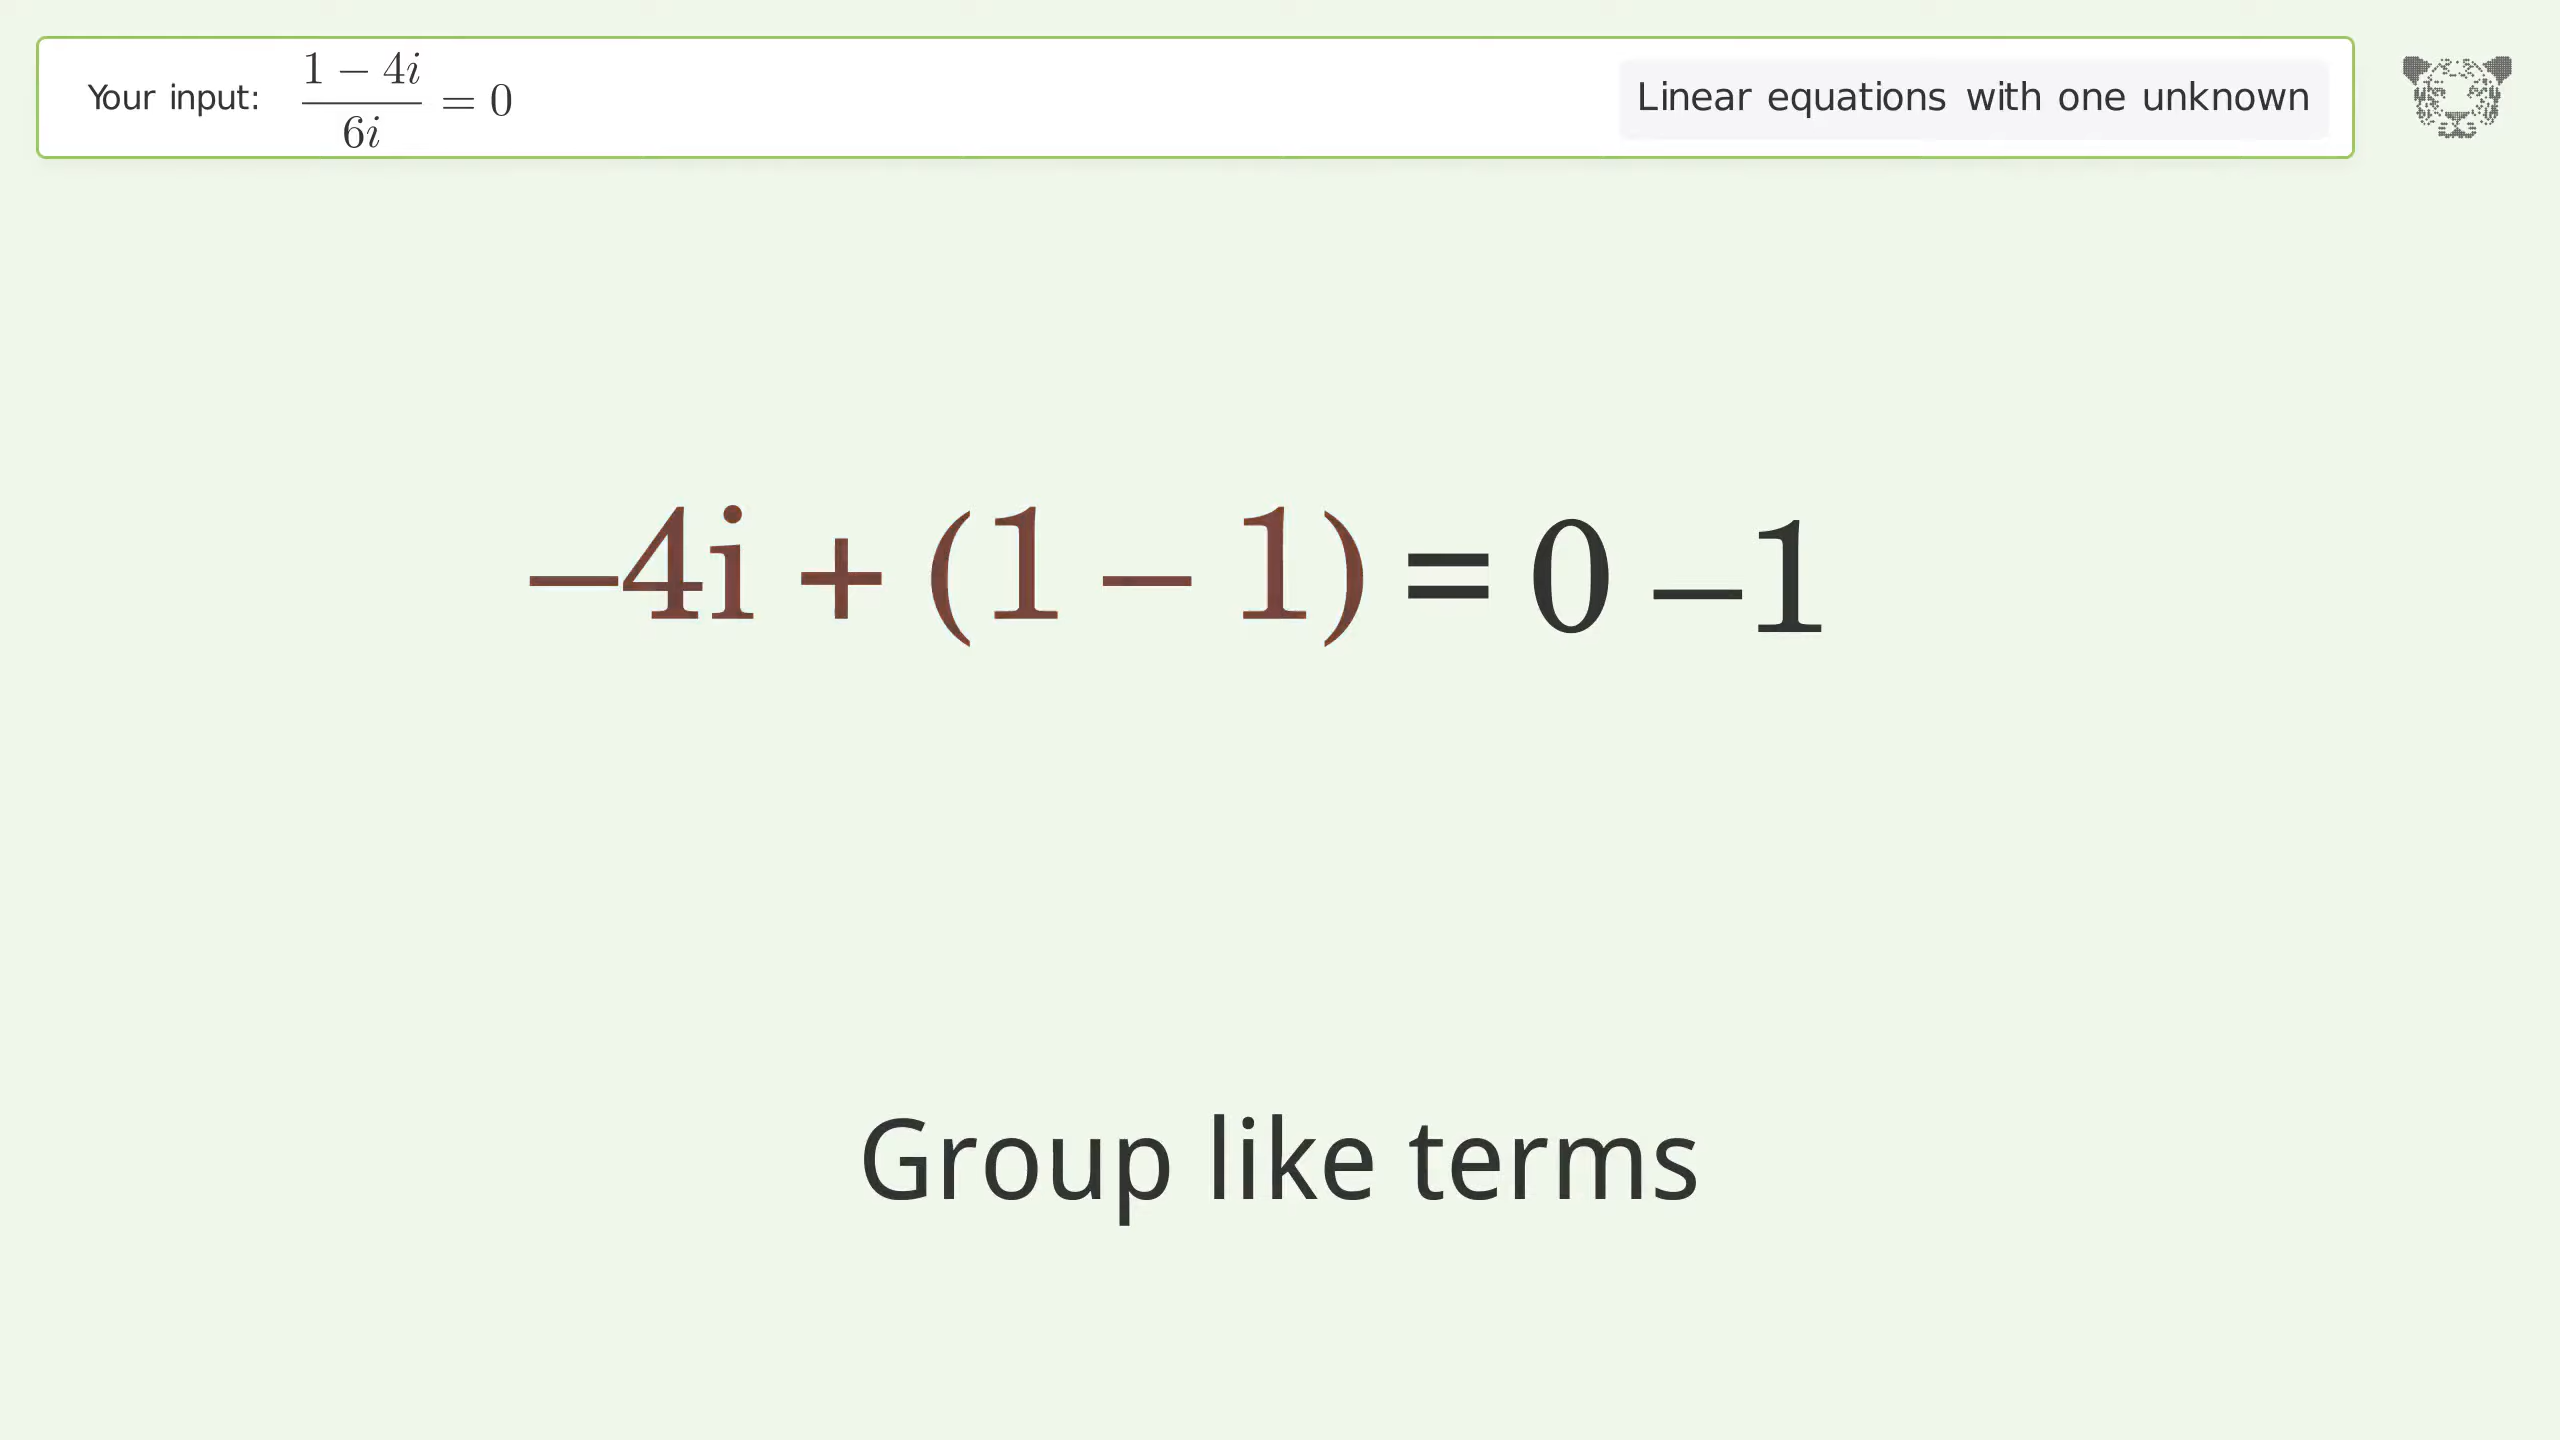 Your input: \frac{1 - 4i}{6i} = 0
Linear equations with one unknown
–4i + (1 – 1) = 0 –1
Group like terms